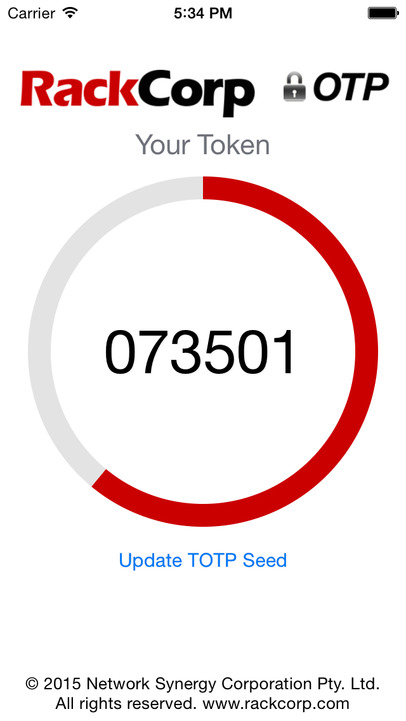 Carrier 5:34 PM
RackCorp OTP
Your Token
073501
Update TOTP Seed
© 2015 Network Synergy Corporation Pty. Ltd.
All rights reserved. www.rackcorp.com